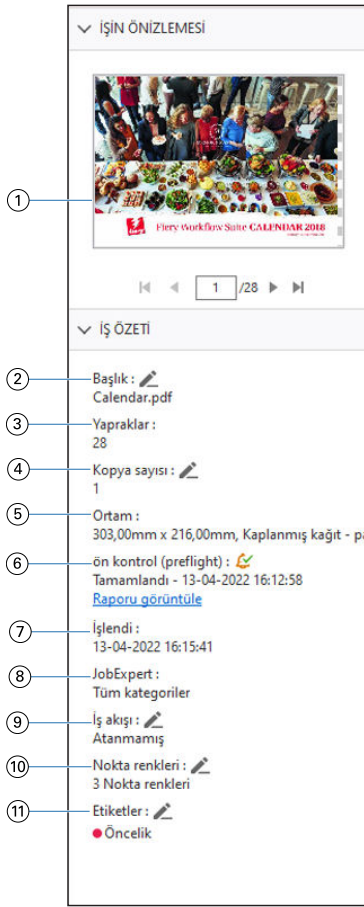 İŞİN ÖNİZLEMESİ
1
Fiery Workflow Suite CALENDAR 2018
1 /28
İŞ ÖZETİ
2 Başlık :
Calendar.pdf
3 Yapraklar :
28
4 Kopya sayısı :
1
5 Ortam :
303,00mm x 216,00mm, Kaplanmış kağıt - pa
6 ön kontrol (preflight) :
Tamamlandı - 13-04-2022 16:12:58
Raporu görüntüle
7 İşlendi :
13-04-2022 16:15:41
8 JobExpert :
Tüm kategoriler
9 İş akışı :
Atanmamış
10 Nokta renkleri :
3 Nokta renkleri
11 Etiketler :
Öncelik